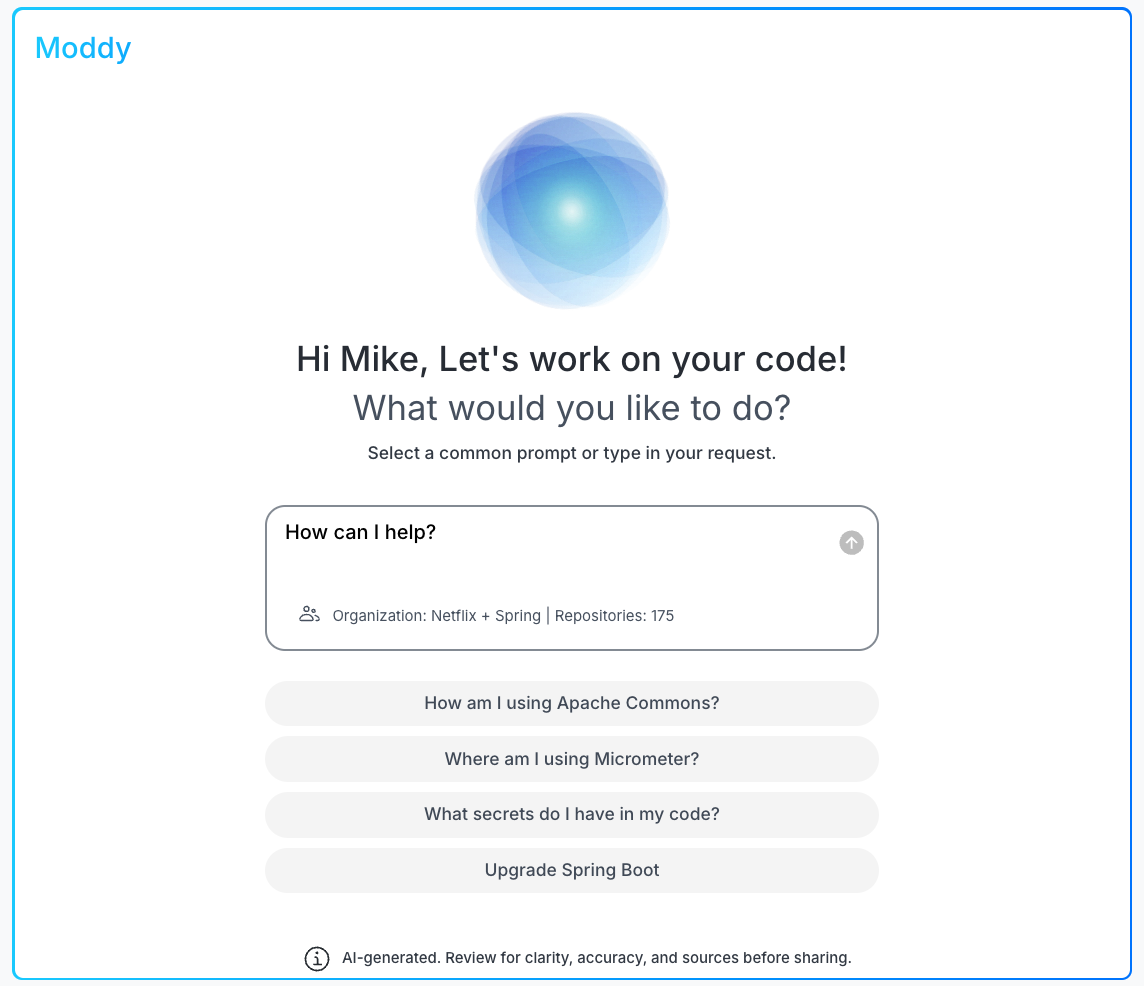 Moddy
Hi Mike, Let's work on your code!
What would you like to do?
Select a common prompt or type in your request.
How can I help?
Organization: Netflix + Spring | Repositories: 175
How am I using Apache Commons?
Where am I using Micrometer?
What secrets do I have in my code?
Upgrade Spring Boot
AI-generated. Review for clarity, accuracy, and sources before sharing.